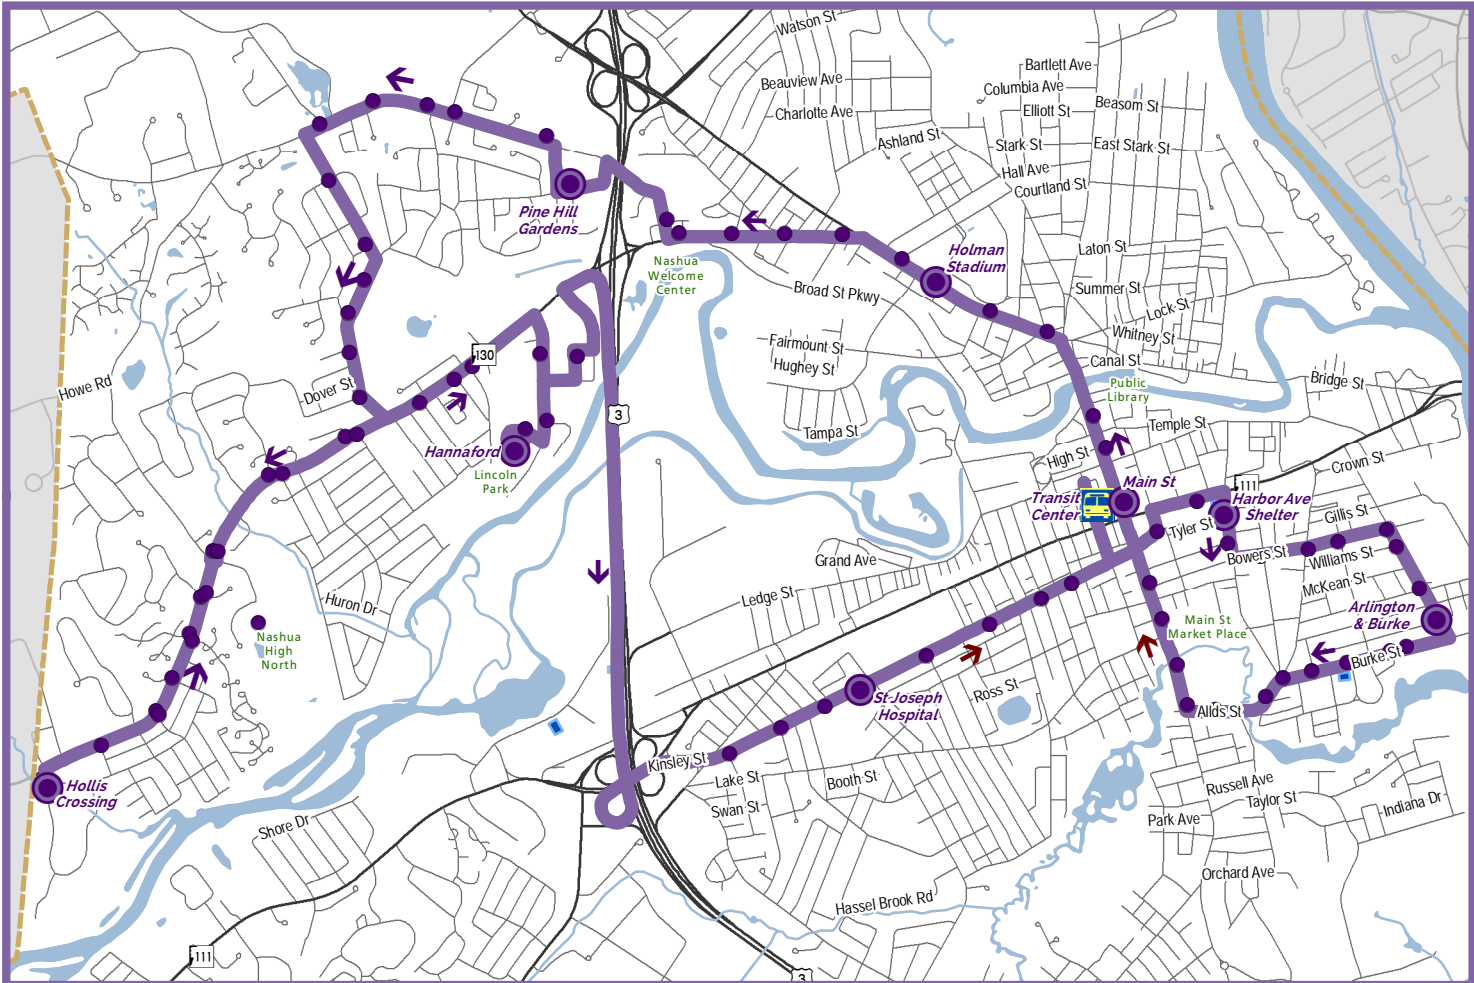 Watson St
Bartlett Ave
Beauview Ave
Columbia Ave
Charlotte Ave
Elliott St
Beasom St
Ashland St
Stark St
East Stark St
Hall Ave
Courtland St
Pine Hill
Gardens
Holman
Stadium
Laton St
Nashua
Welcome
Center
Broad St Pkwy
Summer St
Lock St
Whitney St
Fairmount St
Hughey St
Canal St
130
Howe Rd
Dover St
Public
Library
Bridge St
3
Tampa St
Temple St
Hannaford
High St
Crown St
Lincoln
Park
Main St
111
Transit
Center
Harbor Ave
Shelter
Tyler St
Gillis St
Bowers St
Williams St
Grand Ave
McKean St
Ledge St
Huron Dr
Arlington
& Burke
Nashua
High
North
Main St
Market Place
Burke St
Ross St
St Joseph
Hospital
Allds St
Kinsley St
Hollis
Crossing
Lake St
Booth St
Russell Ave
Swan St
Taylor St
Indiana Dr
Shore Dr
Park Ave
Orchard Ave
Hassel Brook Rd
111
3